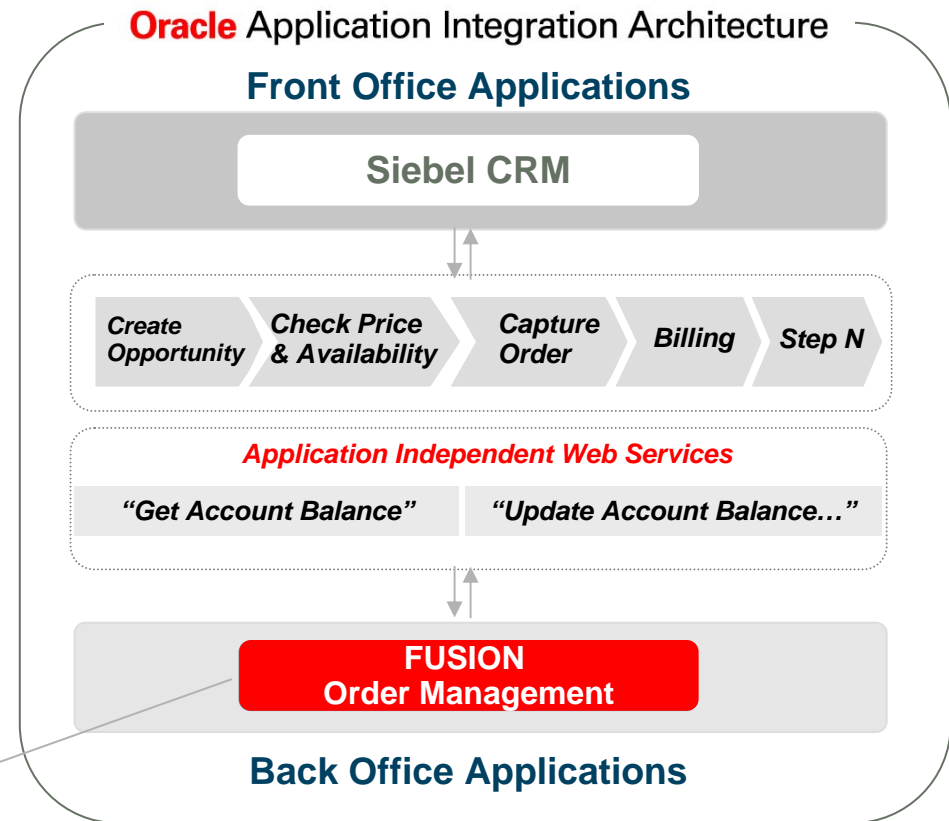 Oracle Application Integration Architecture
Front Office Applications
Siebel CRM
Create
Opportunity
Check Price
& Availability
Capture
Order
Billing
Step N
Application Independent Web Services
“Get Account Balance”
“Update Account Balance…”
FUSION
Order Management
Back Office Applications